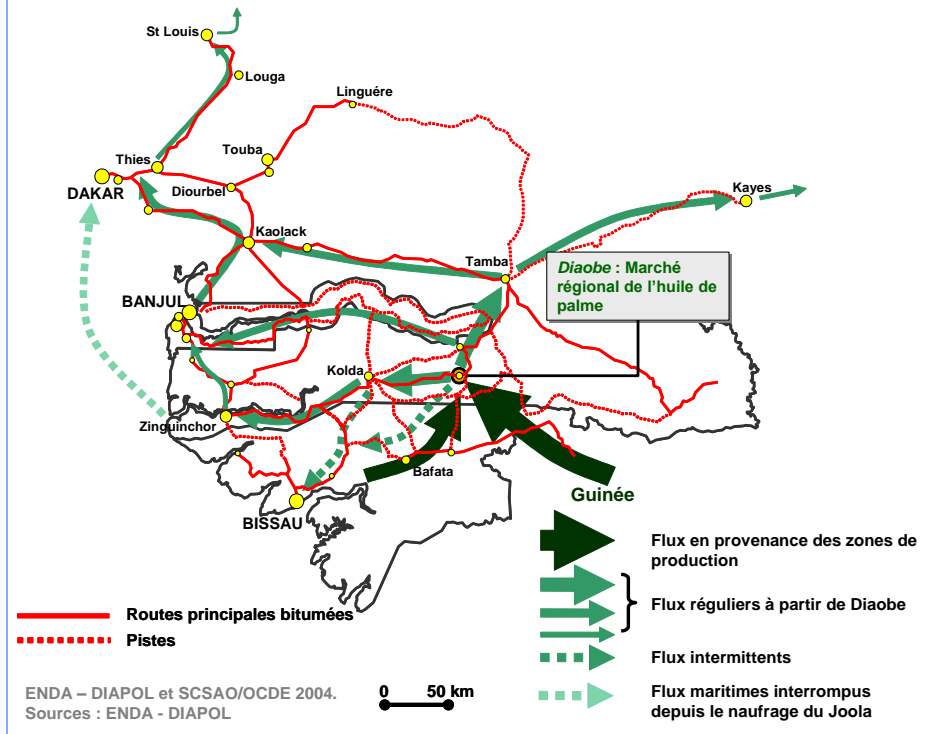 St Louis
Louga
Linguére
Touba
Thies
DAKAR
Diourbel
Kayes
Kaolack
Tamba
Diaobe : Marché
régional de l'huile de
palme
BANJUL
Kolda
Zinguinchor
Bafata
Guinée
BISSAU
Flux en provenance des zones de
production
Flux réguliers à partir de Diaobe
Routes principales bitumées
Pistes
Flux intermittents
Flux maritimes interrompus
depuis le naufrage du Joola
ENDA – DIAPOL et SCSAO/OCDE 2004.
Sources : ENDA - DIAPOL
0 50 km